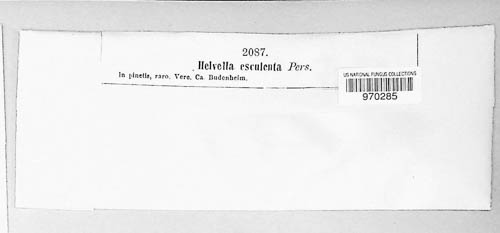 2087.
Helvella esculenta Pers.
In pinetis, raro. Vere. Ca. Budenheim.
US NATIONAL FUNGUS COLLECTIONS
970285